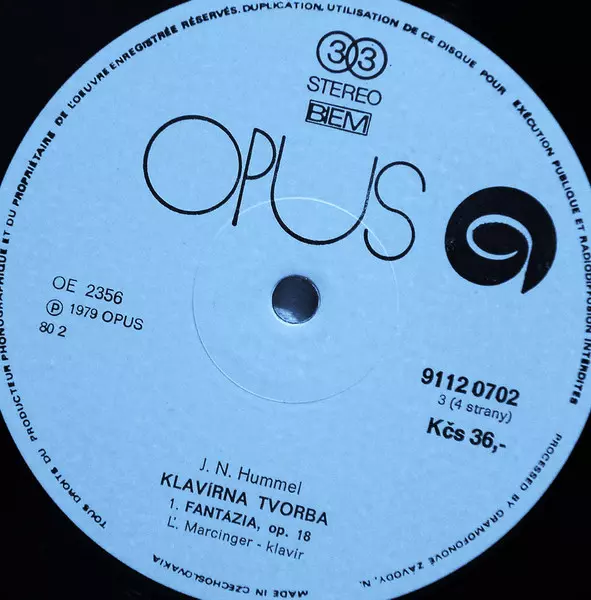 TOUS DROITS DU PRODUCTEUR PHONOGRAPHIQUE ET DU PROPRIÉTAIRE DE L'OEUVRE ENREGISTRÉE RÉSERVÉS. DUPLICATION, UTILISATION DE CE DISQUE POUR EXÉCUTION PUBLIQUE ET RADIODIFFUSION INTERDITES
33
STEREO
BIEM
OPUS
OE 2356
Ⓟ 1979 OPUS
80 2
9112 0702
3 (4 strany)
Kčs 36,-
J. N. Hummel
KLAVÍRNA TVORBA
1. FANTÁZIA, op. 18
Ľ. Marcinger - klavír
MADE IN CZECHOSLOVAKIA
PROCESSED BY GRAMOFONOVÉ ZÁVODY, N.